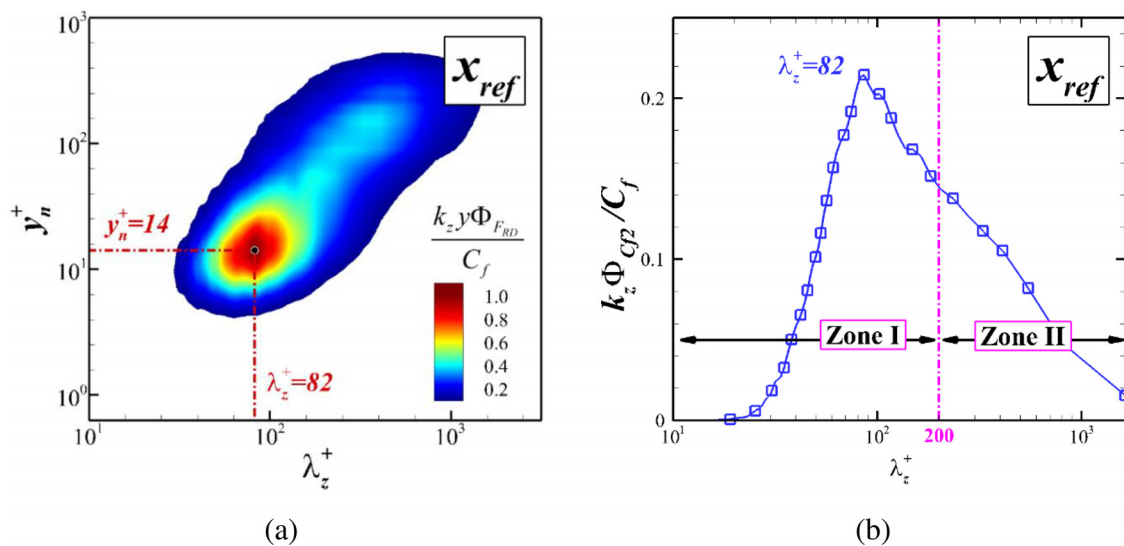 10³
x_ref
10²
y_n⁺
y_n⁺=14
10¹
k_z yΦ_{F_RD}
C_f
1.0
0.8
0.6
0.4
0.2
10⁰
λ_z⁺=82
10¹
10²
10³
λ_z⁺
(a)
λ_z⁺=82
x_ref
0.2
k_zΦ_{Cf2}/C_f
0.1
Zone I
Zone II
0
10¹
10²
200
10³
λ_z⁺
(b)